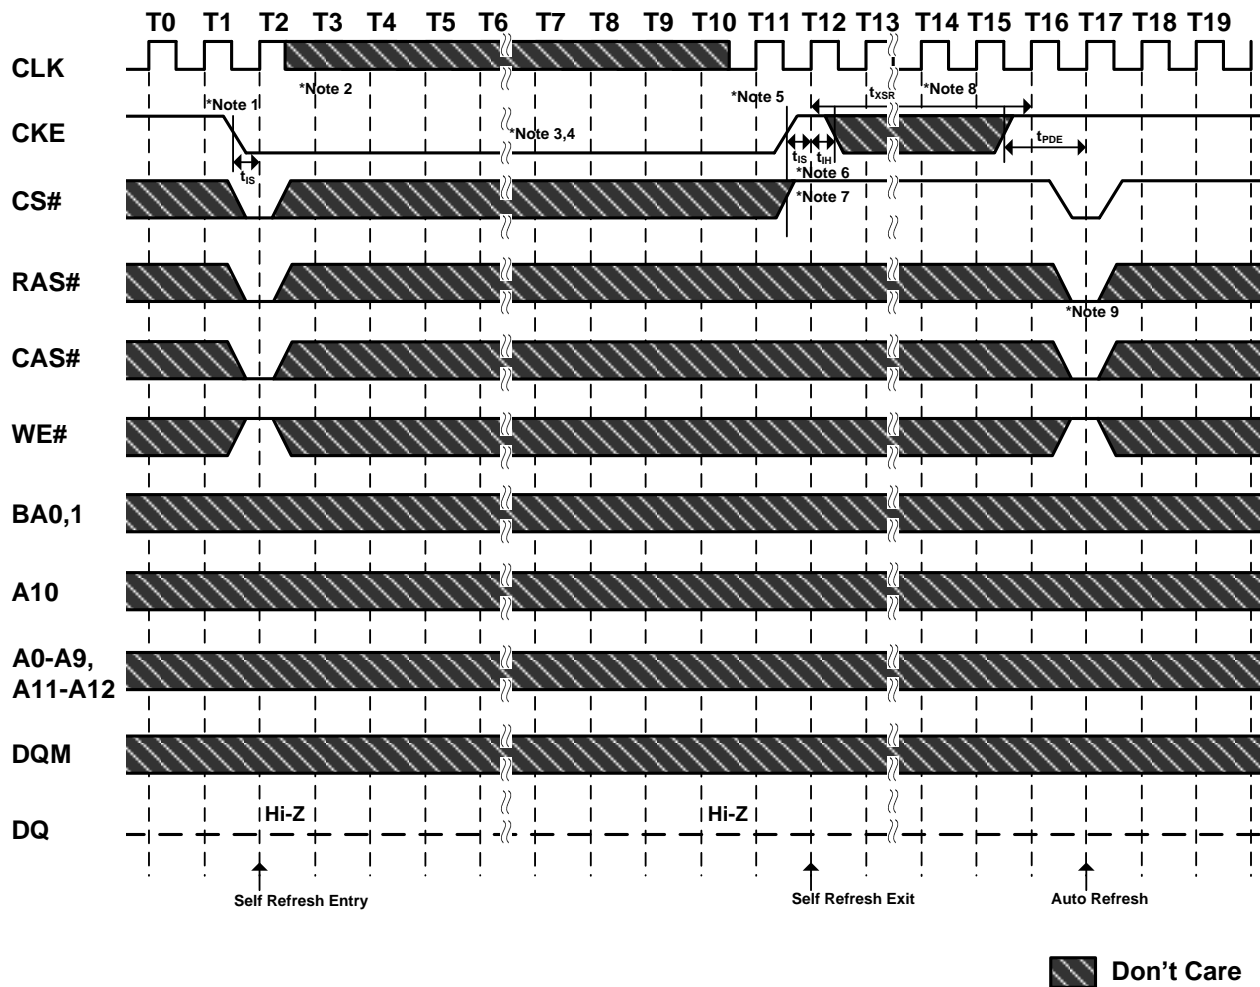 T0 T1 T2 T3 T4 T5 T6 T7 T8 T9 T10 T11 T12 T13 T14 T15 T16 T17 T18 T19
CLK
*Note 2
*Note 5
tXSR
*Note 8
*Note 1
CKE
*Note 3,4
tPDE
tIS
tIS
tIH
*Note 6
CS#
*Note 7
RAS#
*Note 9
CAS#
WE#
BA0,1
A10
A0-A9,
A11-A12
DQM
Hi-Z
Hi-Z
DQ
Self Refresh Entry
Self Refresh Exit
Auto Refresh
Don't Care